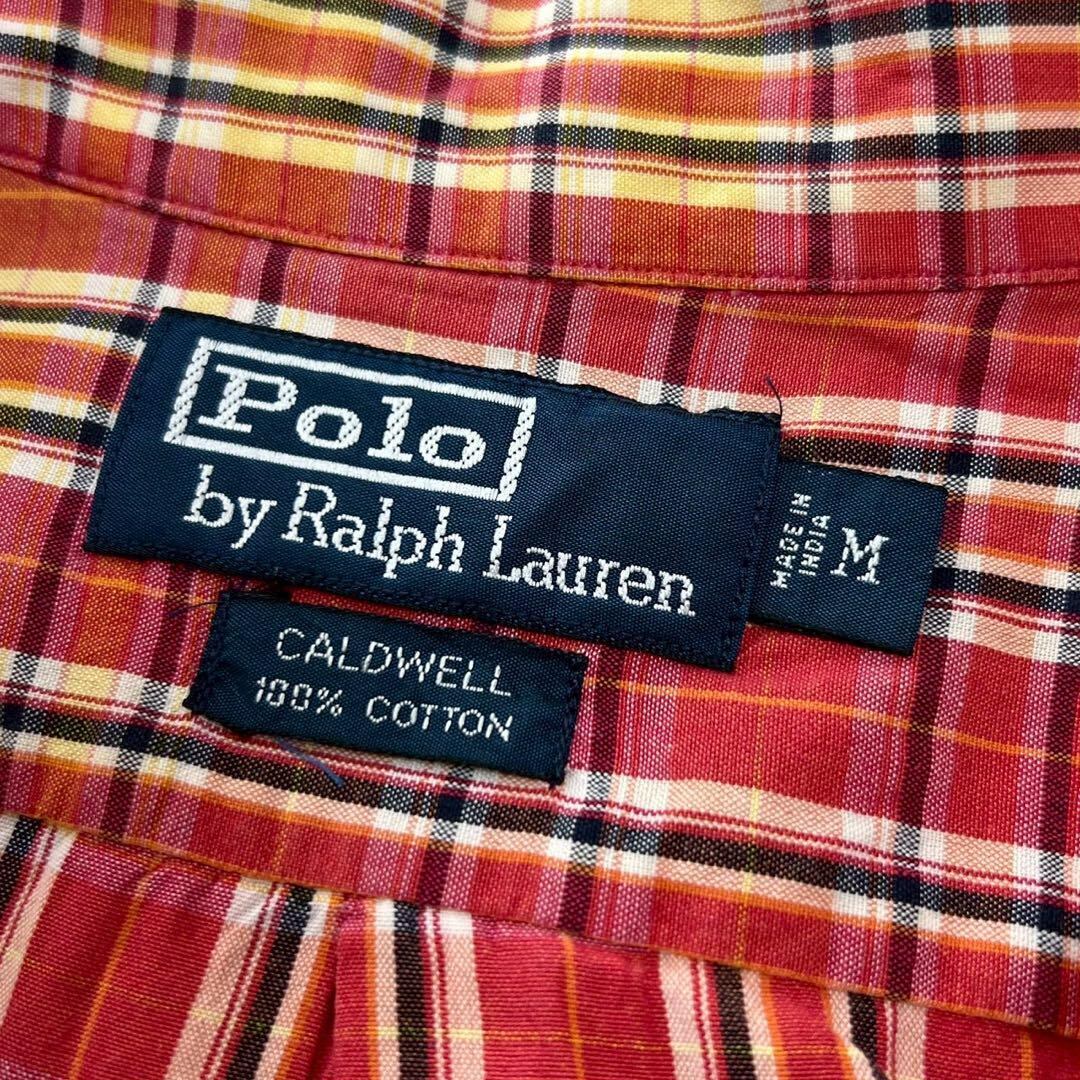 Polo
by Ralph Lauren
MADE IN
INDIA
M
CALDWELL
100% COTTON